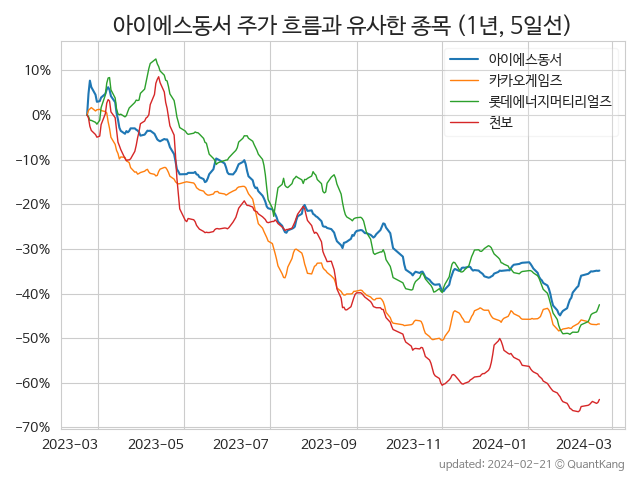 아이에스동서 주가 흐름과 유사한 종목 (1년, 5일선)
아이에스동서
카카오게임즈
롯데에너지머티리얼즈
천보
10%
0%
−10%
−20%
−30%
−40%
−50%
−60%
−70%
2023-03 2023-05 2023-07 2023-09 2023-11 2024-01 2024-03
updated: 2024-02-21 © QuantKang